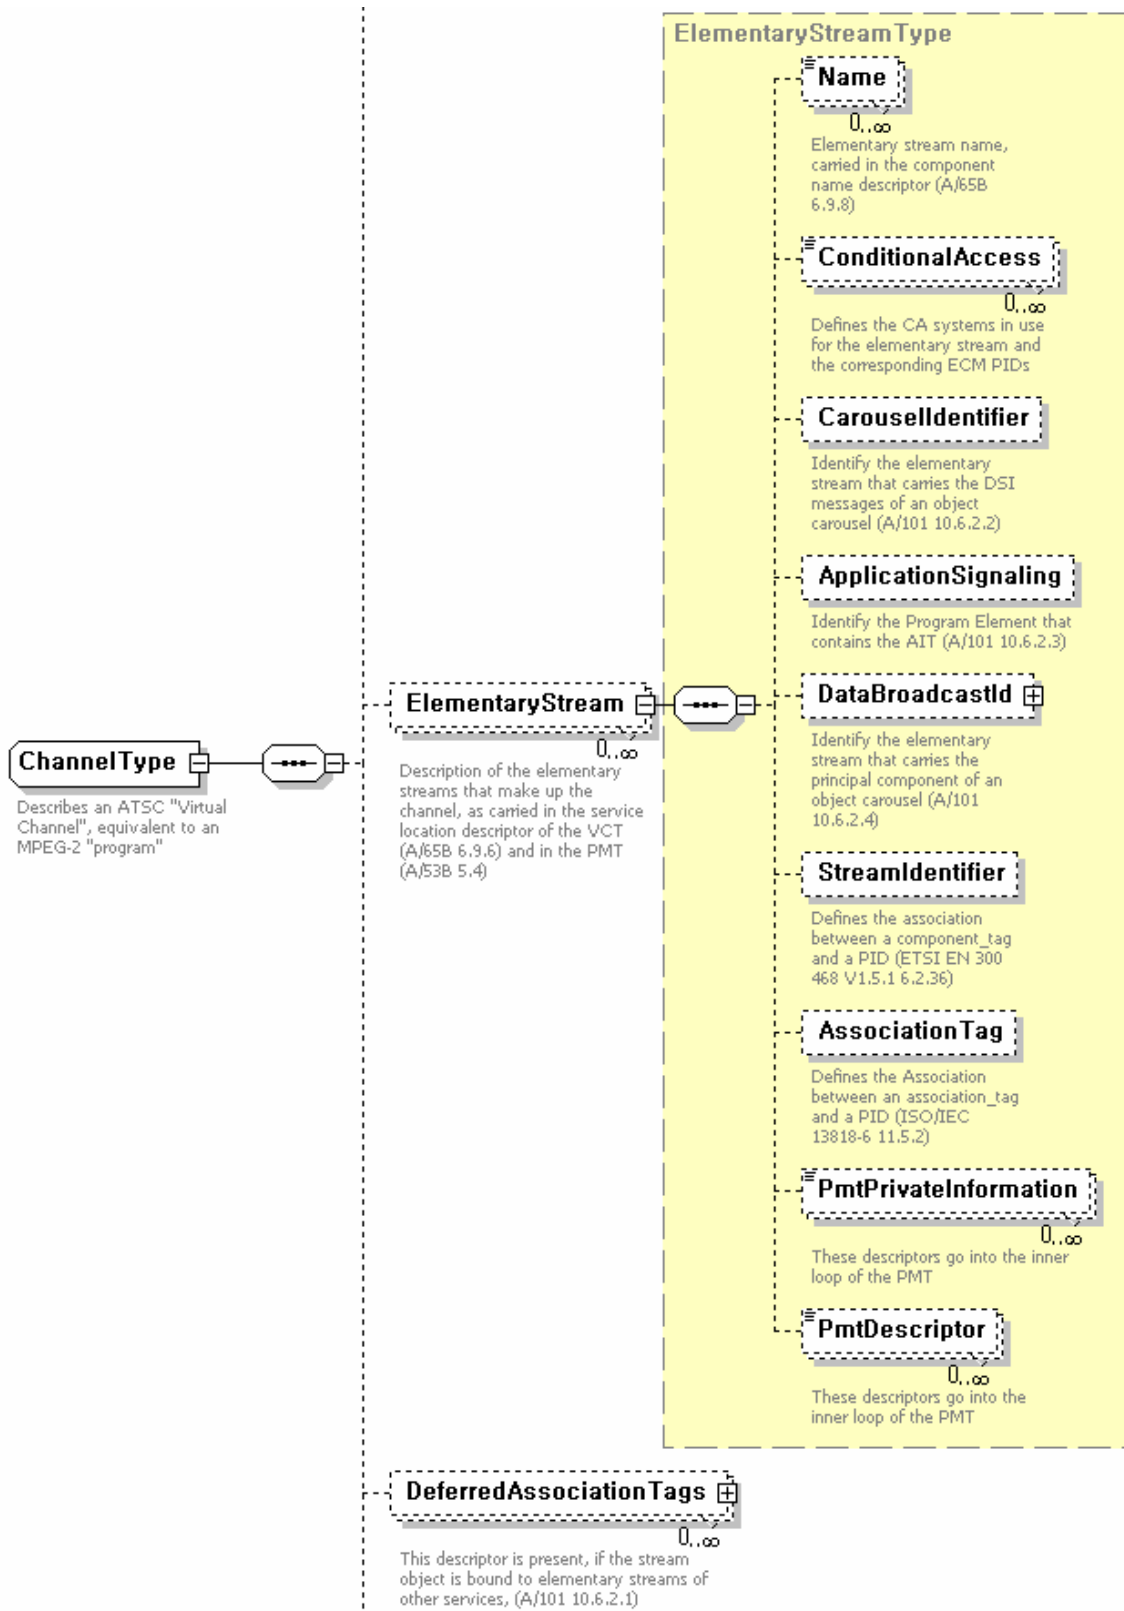 ElementaryStreamType
Name
0..∞
Elementary stream name,
carried in the component
name descriptor (A/65B
6.9.8)
ConditionalAccess
0..∞
Defines the CA systems in use
for the elementary stream and
the corresponding ECM PIDs
CarouselIdentifier
Identify the elementary
stream that carries the DSI
messages of an object
carousel (A/101 10.6.2.2)
ApplicationSignaling
Identify the Program Element that
contains the AIT (A/101 10.6.2.3)
DataBroadcastId
Identify the elementary
stream that carries the
principal component of an
object carousel (A/101
10.6.2.4)
ElementaryStream
0..∞
Description of the elementary
streams that make up the
channel, as carried in the service
location descriptor of the VCT
(A/65B 6.9.6) and in the PMT
(A/53B 5.4)
ChannelType
Describes an ATSC "Virtual
Channel", equivalent to an
MPEG-2 "program"
StreamIdentifier
Defines the association
between a component_tag
and a PID (ETSI EN 300
468 V1.5.1 6.2.36)
AssociationTag
Defines the Association
between an association_tag
and a PID (ISO/IEC
13818-6 11.5.2)
PmtPrivateInformation
0..∞
These descriptors go into the inner
loop of the PMT
PmtDescriptor
0..∞
These descriptors go into the
inner loop of the PMT
DeferredAssociationTags
0..∞
This descriptor is present, if the stream
object is bound to elementary streams of
other services, (A/101 10.6.2.1)